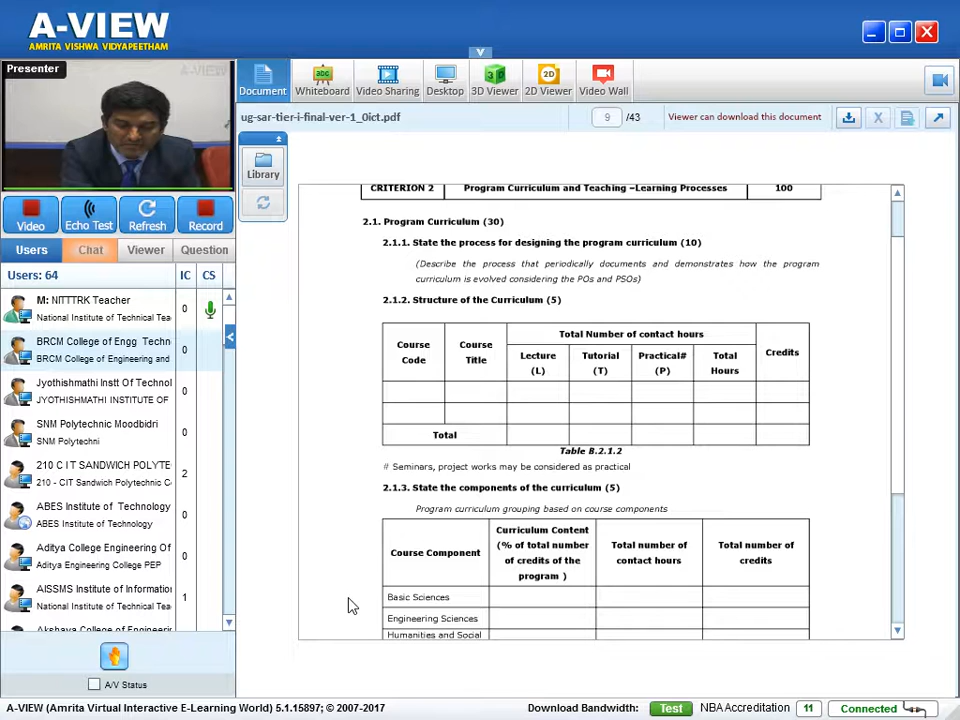 A-VIEW
AMRITA VISHWA VIDYAPEETHAM
Presenter
A-VIEW
Document
Whiteboard
Video Sharing
Desktop
3D Viewer
2D Viewer
Video Wall
ug-sar-tier-i-final-ver-1_0ict.pdf
9 /43
Viewer can download this document
Library
Video
Echo Test
Refresh
Record
Users
Chat
Viewer
Question
Users: 64
IC
CS
M: NITTTRK Teacher
National Institute of Technical Tea
0
BRCM College of Engg Techn
BRCM College of Engineering and
0
Jyothishmathi Instt Of Technol
JYOTHISHMATHI INSTITUTE OF
0
SNM Polytechnic Moodbidri
SNM Polytechni
0
210 C I T SANDWICH POLYTE
210 - CIT Sandwich Polytechnic C
2
ABES Institute of Technology
ABES Institute of Technology
0
Aditya College Engineering Of
Aditya Engineering College PEP
0
AISSMS Institute of Informatio
National Institute of Technical Tea
1
Akshaya College of Engineeri
A/V Status
CRITERION 2
Program Curriculum and Teaching –Learning Processes
100
2.1. Program Curriculum (30)
2.1.1. State the process for designing the program curriculum (10)
(Describe the process that periodically documents and demonstrates how the program
curriculum is evolved considering the POs and PSOs)
2.1.2. Structure of the Curriculum (5)
Course
Code
Course
Title
Total Number of contact hours
Lecture
(L)
Tutorial
(T)
Practical#
(P)
Total
Hours
Credits
Total
Table B.2.1.2
# Seminars, project works may be considered as practical
2.1.3. State the components of the curriculum (5)
Program curriculum grouping based on course components
Course Component
Curriculum Content
(% of total number
of credits of the
program )
Total number of
contact hours
Total number of
credits
Basic Sciences
Engineering Sciences
Humanities and Social
A-VIEW (Amrita Virtual Interactive E-Learning World) 5.1.15897; © 2007-2017
Download Bandwidth:
Test
NBA Accreditation
11
Connected